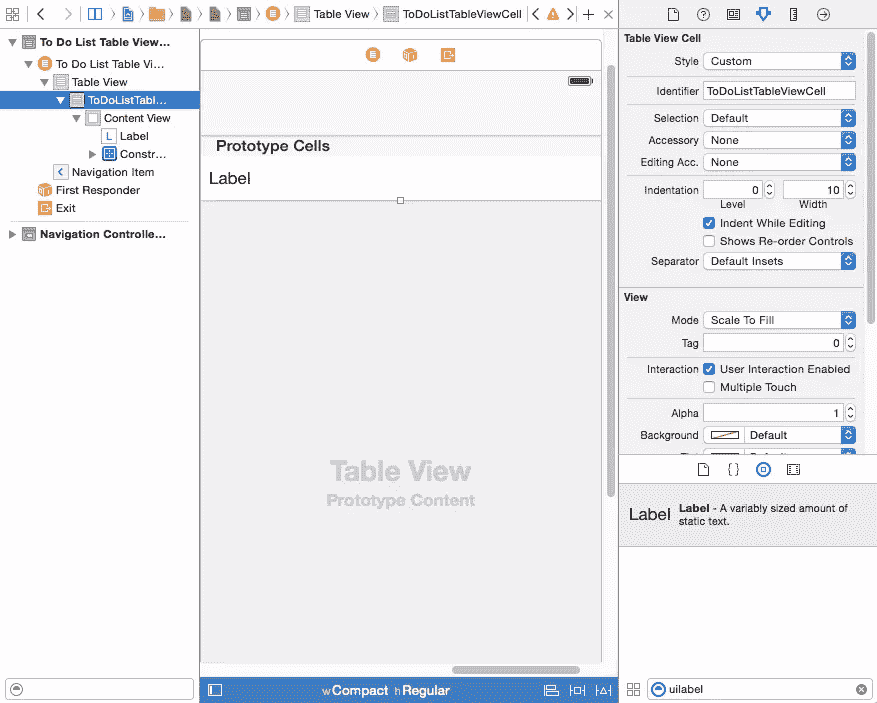 Table View
ToDoListTableViewCell
To Do List Table View...
To Do List Table Vi...
Table View
ToDoListTabl...
Content View
L Label
Constr...
Navigation Item
First Responder
Exit
Navigation Controlle...
Prototype Cells
Label
Table View
Prototype Content
wCompact hRegular
Table View Cell
Style Custom
Identifier ToDoListTableViewCell
Selection Default
Accessory None
Editing Acc. None
Indentation 0 10
Level Width
Indent While Editing
Shows Re-order Controls
Separator Default Insets
View
Mode Scale To Fill
Tag 0
Interaction User Interaction Enabled
Multiple Touch
Alpha 1
Background Default
{ }
Label Label - A variably sized amount of
static text.
uilabel